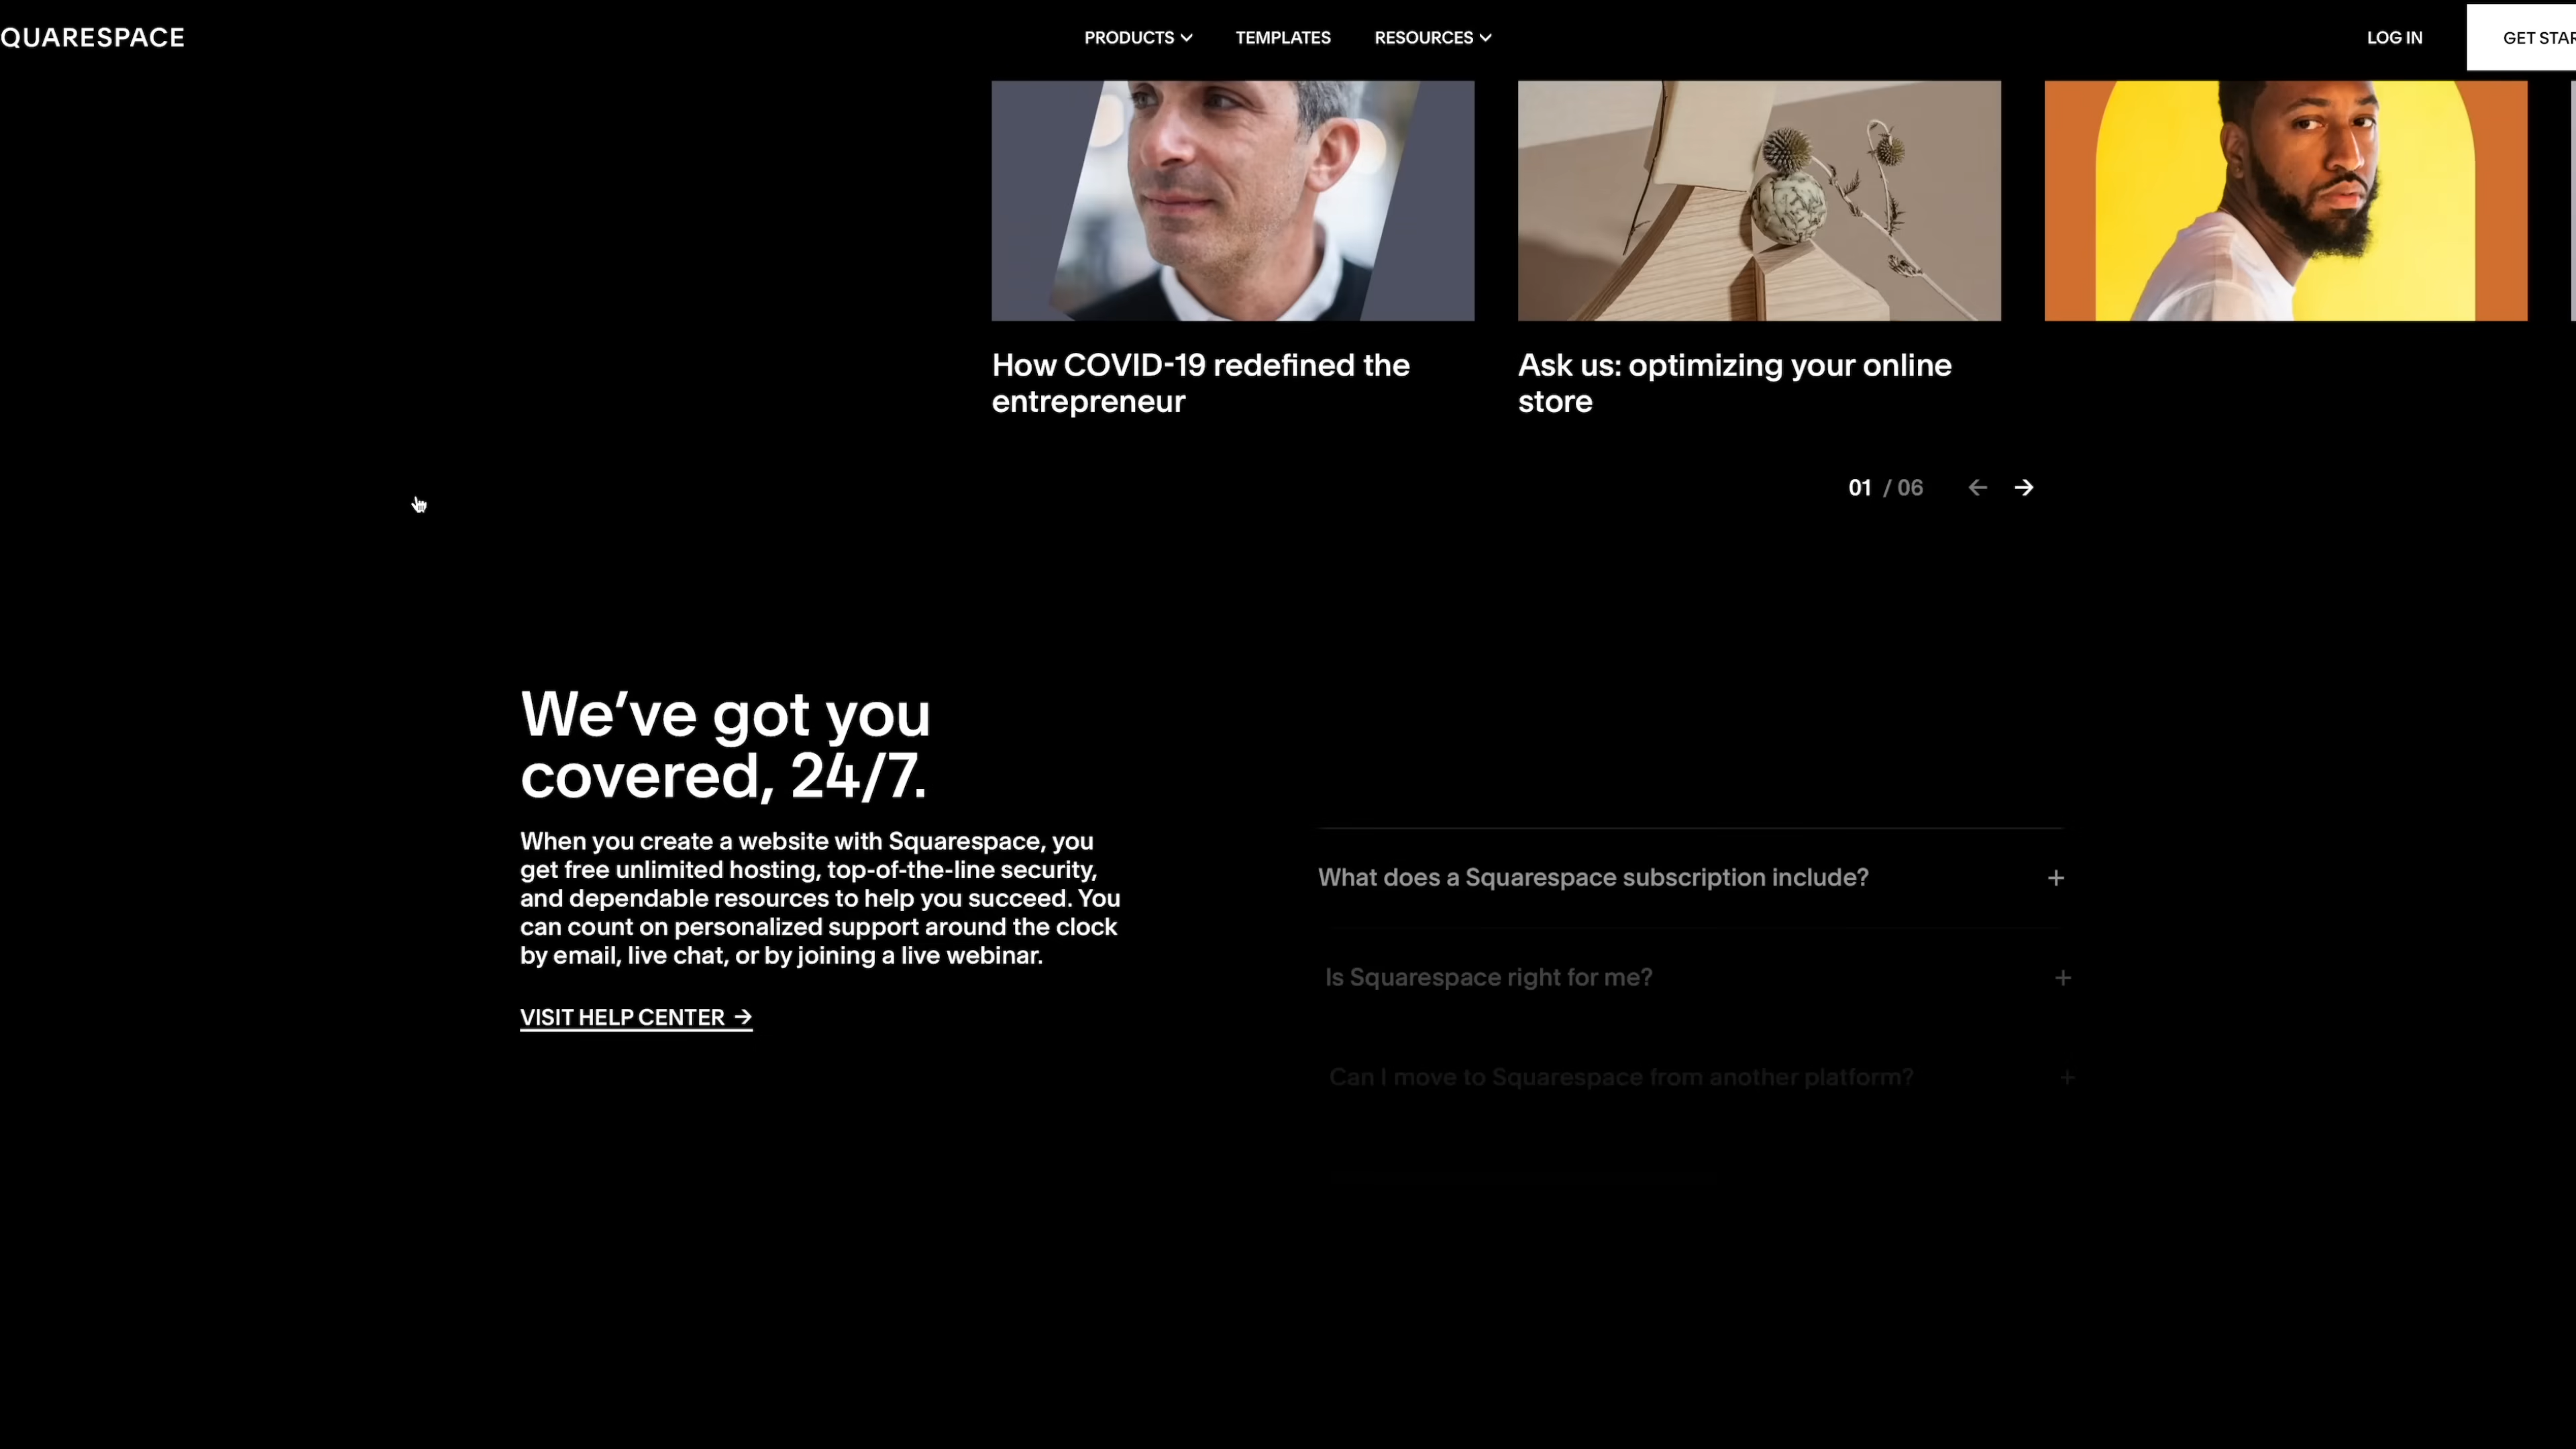 QUARESPACE
PRODUCTS
TEMPLATES
RESOURCES
LOG IN
GET STAR
How COVID-19 redefined the
entrepreneur
Ask us: optimizing your online
store
01 / 06
We’ve got you
covered, 24/7.
When you create a website with Squarespace, you
get free unlimited hosting, top-of-the-line security,
and dependable resources to help you succeed. You
can count on personalized support around the clock
by email, live chat, or by joining a live webinar.
VISIT HELP CENTER →
What does a Squarespace subscription include?
Is Squarespace right for me?
Can I move to Squarespace from another platform?